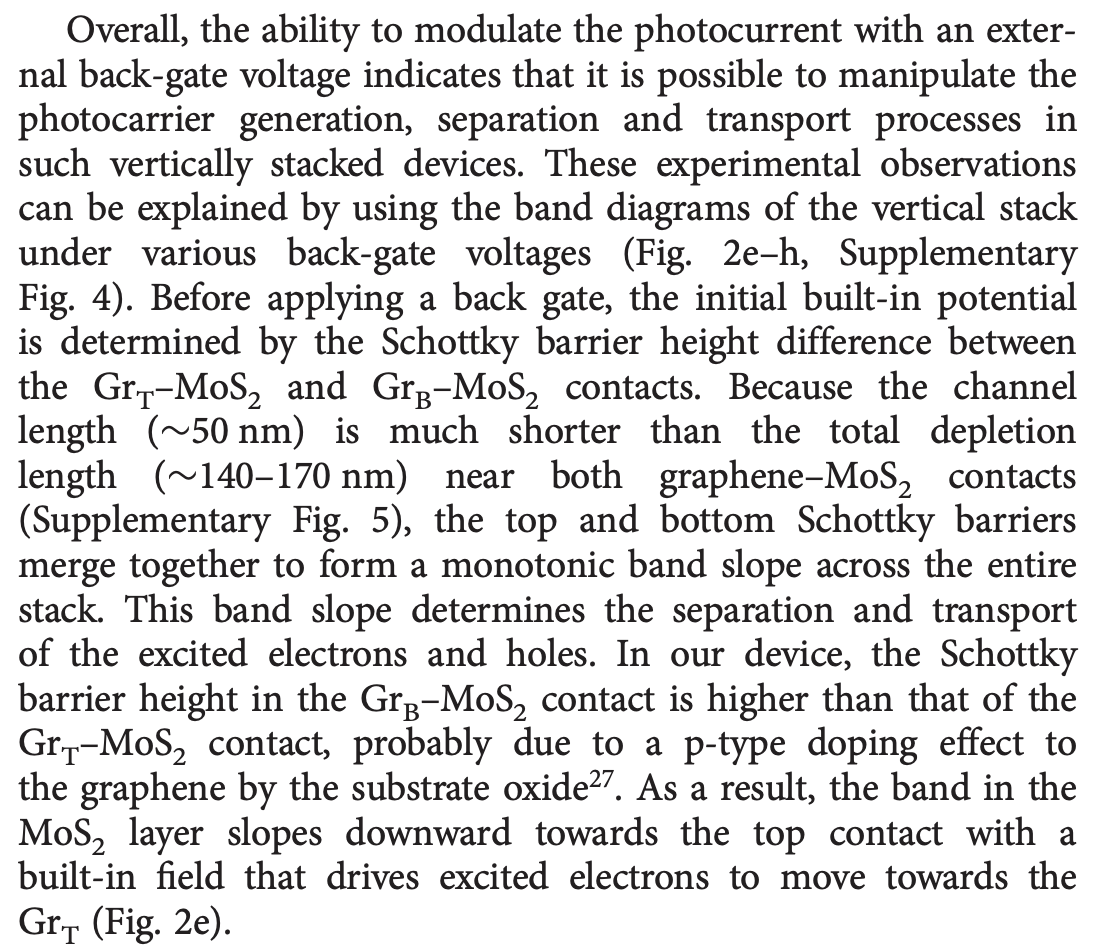 Overall, the ability to modulate the photocurrent with an exter-
nal back-gate voltage indicates that it is possible to manipulate the
photocarrier generation, separation and transport processes in
such vertically stacked devices. These experimental observations
can be explained by using the band diagrams of the vertical stack
under various back-gate voltages (Fig. 2e–h, Supplementary
Fig. 4). Before applying a back gate, the initial built-in potential
is determined by the Schottky barrier height difference between
the Gr_T–MoS₂ and Gr_B–MoS₂ contacts. Because the channel
length (∼50 nm) is much shorter than the total depletion
length (∼140–170 nm) near both graphene–MoS₂ contacts
(Supplementary Fig. 5), the top and bottom Schottky barriers
merge together to form a monotonic band slope across the entire
stack. This band slope determines the separation and transport
of the excited electrons and holes. In our device, the Schottky
barrier height in the Gr_B–MoS₂ contact is higher than that of the
Gr_T–MoS₂ contact, probably due to a p-type doping effect to
the graphene by the substrate oxide²⁷. As a result, the band in the
MoS₂ layer slopes downward towards the top contact with a
built-in field that drives excited electrons to move towards the
Gr_T (Fig. 2e).